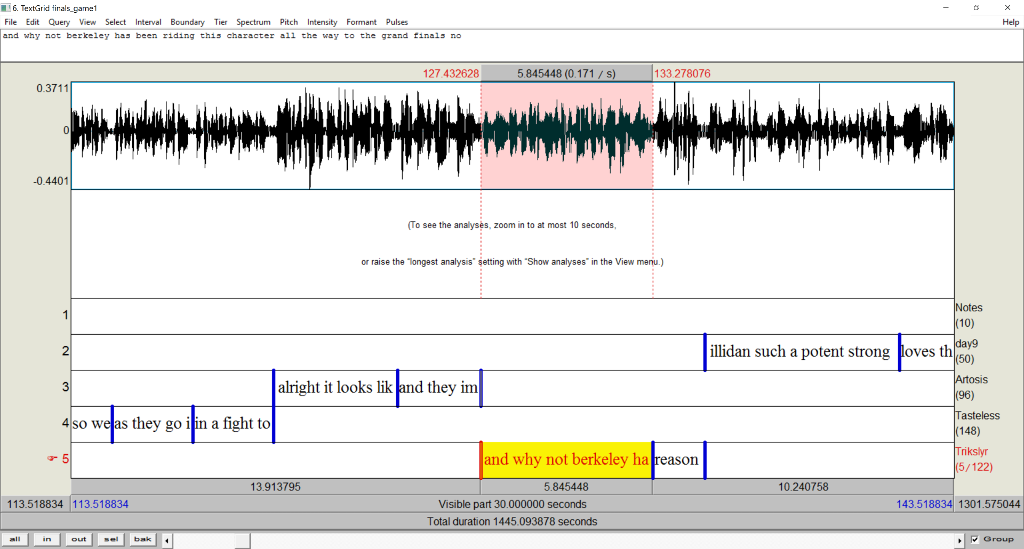 6. TextGrid finals_game1
File Edit Query View Select Interval Boundary Tier Spectrum Pitch Intensity Formant Pulses Help
and why not berkeley has been riding this character all the way to the grand finals no
127.432628 5.845448 (0.171 / s) 133.278076
0.3711
0
-0.4401
(To see the analyses, zoom in to at most 10 seconds,
or raise the "longest analysis" setting with "Show analyses" in the View menu.)
1 Notes
(10)
2 illidan such a potent strong loves th day9
(50)
3 alright it looks lik and they im Artosis
(96)
4 so we as they go i in a fight to Tasteless
(148)
5 and why not berkeley ha reason Trikslyr
(5/122)
13.913795 5.845448 10.240758
113.518834 113.518834 Visible part 30.000000 seconds 143.518834 1301.575044
Total duration 1445.093878 seconds
all in out sel bak Group